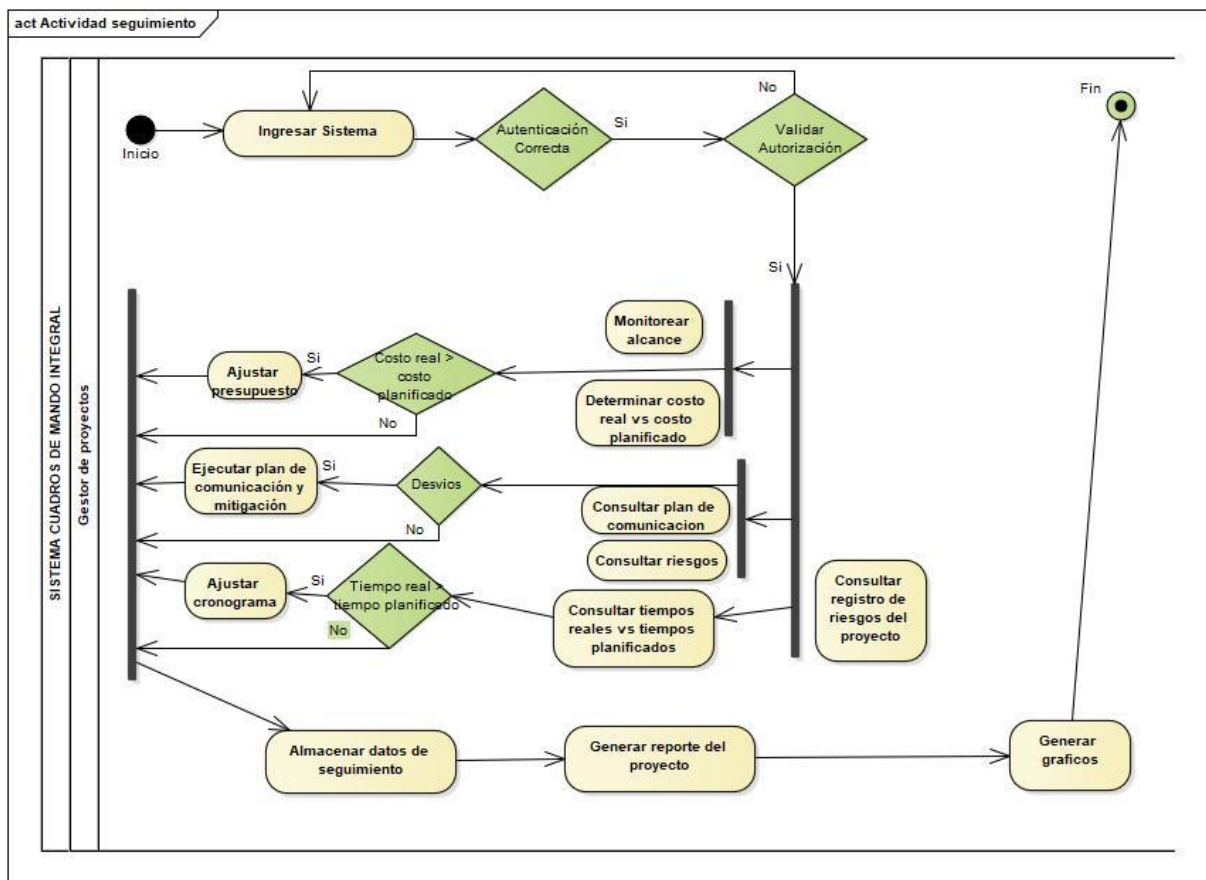 act Actividad seguimiento
SISTEMA CUADROS DE MANDO INTEGRAL
Gestor de proyectos
Inicio
Ingresar Sistema
Autenticación
Correcta
Si
No
Validar
Autorización
Fin
Si
Monitorear
alcance
Determinar costo
real vs costo
planificado
Costo real >
costo
planificado
Si
No
Ajustar
presupuesto
Consultar plan de
comunicacion
Consultar riesgos
Desvios
Si
No
Ejecutar plan de
comunicación y
mitigación
Consultar
registro de
riesgos del
proyecto
Consultar tiempos
reales vs tiempos
planificados
Tiempo real >
tiempo planificado
Si
No
Ajustar
cronograma
Almacenar datos de
seguimiento
Generar reporte del
proyecto
Generar
graficos